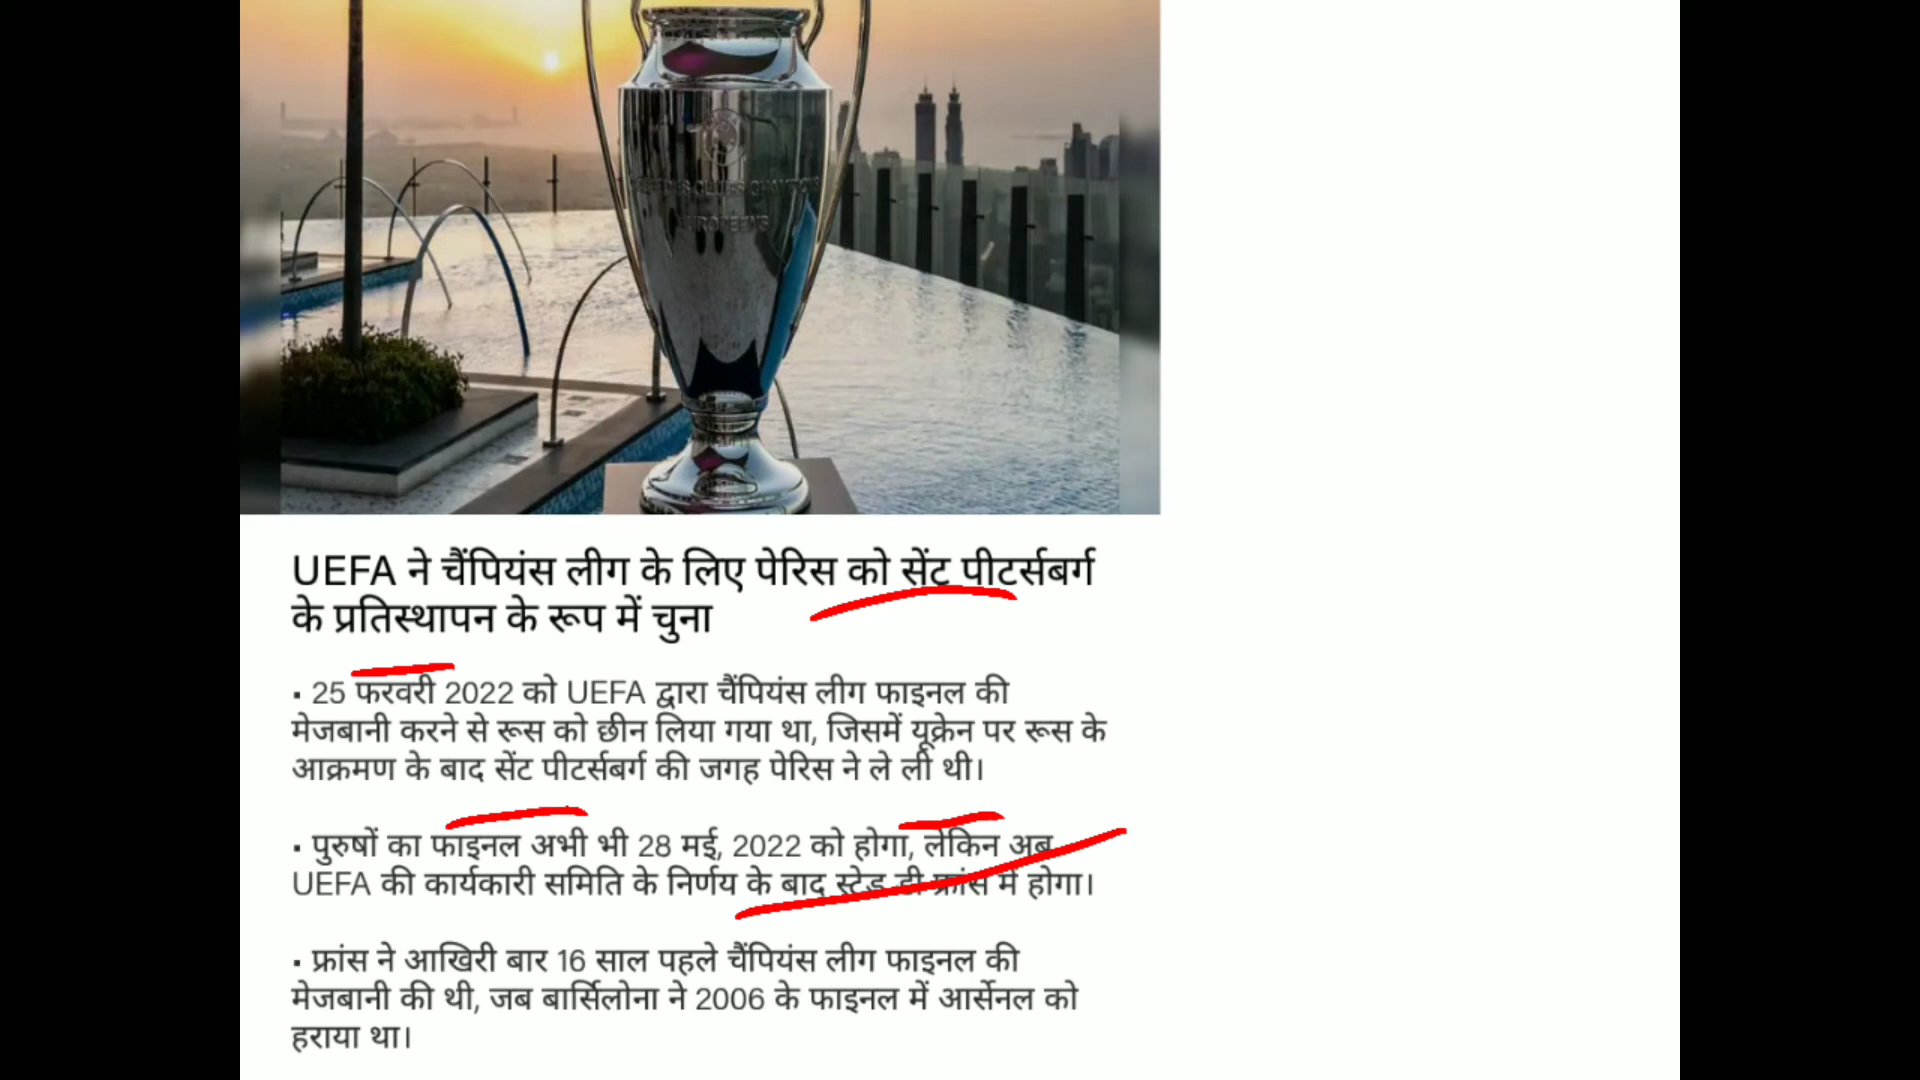 UEFA ने चैंपियंस लीग के लिए पेरिस को सेंट पीटर्सबर्ग
के प्रतिस्थापन के रूप में चुना
▪ 25 फरवरी 2022 को UEFA द्वारा चैंपियंस लीग फाइनल की
मेजबानी करने से रूस को छीन लिया गया था, जिसमें यूक्रेन पर रूस के
आक्रमण के बाद सेंट पीटर्सबर्ग की जगह पेरिस ने ले ली थी।
▪ पुरुषों का फाइनल अभी भी 28 मई, 2022 को होगा, लेकिन अब
UEFA की कार्यकारी समिति के निर्णय के बाद स्टेड डी फ्रांस में होगा।
▪ फ्रांस ने आखिरी बार 16 साल पहले चैंपियंस लीग फाइनल की
मेजबानी की थी, जब बार्सिलोना ने 2006 के फाइनल में आर्सेनल को
हराया था।